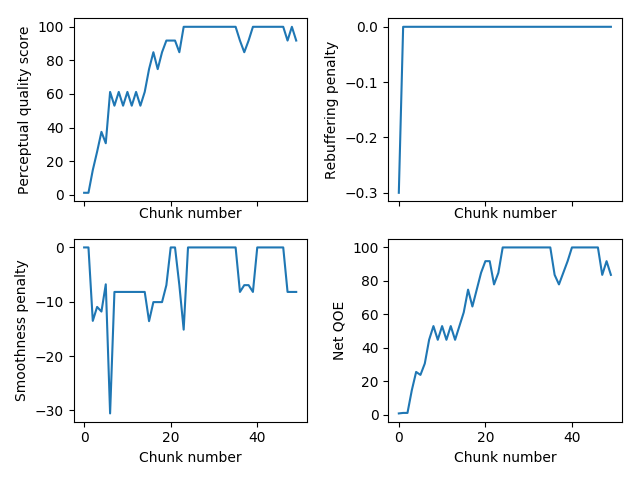 Perceptual quality score
100
80
60
40
20
0
Chunk number
Rebuffering penalty
0.0
−0.1
−0.2
−0.3
Chunk number
Smoothness penalty
0
−10
−20
−30
0 20 40
Chunk number
Net QOE
100
80
60
40
20
0
0 20 40
Chunk number